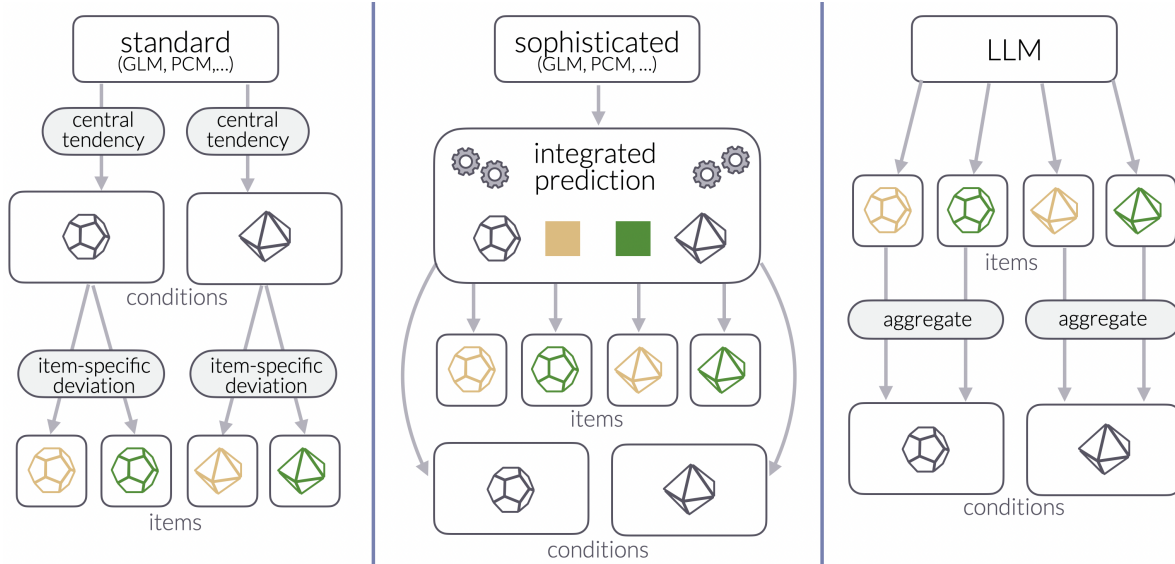 standard
(GLM, PCM,...)
central
tendency
central
tendency
conditions
item-specific
deviation
item-specific
deviation
items
sophisticated
(GLM, PCM, ...)
integrated
prediction
items
conditions
LLM
items
aggregate
aggregate
conditions